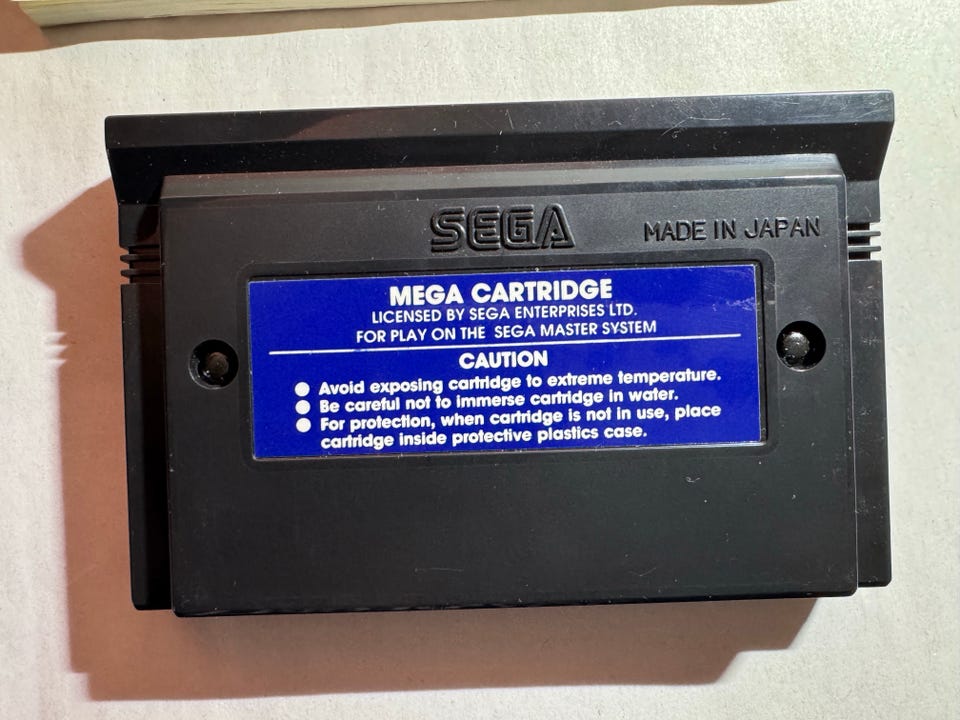 SEGA MADE IN JAPAN
MEGA CARTRIDGE
LICENSED BY SEGA ENTERPRISES LTD.
FOR PLAY ON THE SEGA MASTER SYSTEM
CAUTION
● Avoid exposing cartridge to extreme temperature.
● Be careful not to immerse cartridge in water.
● For protection, when cartridge is not in use, place
cartridge inside protective plastics case.